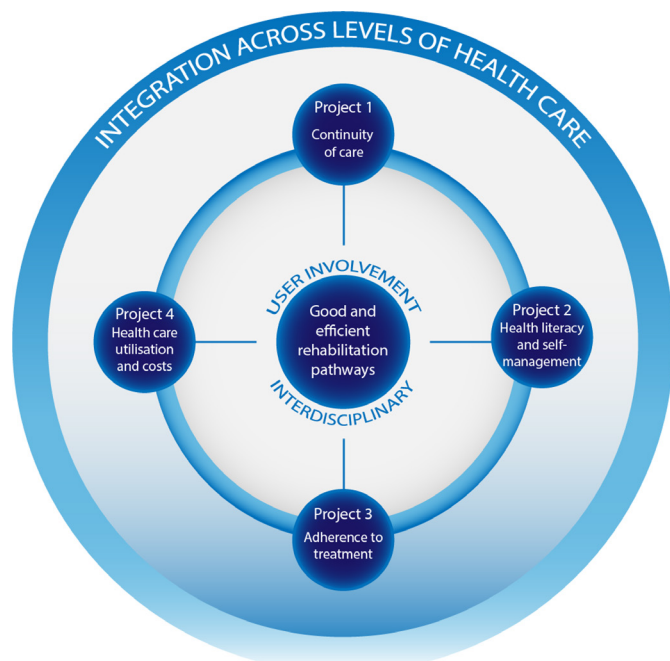 INTEGRATION ACROSS LEVELS OF HEALTH CARE
Project 1
Continuity
of care
USER INVOLVEMENT
Good and
efficient
rehabilitation
pathways
INTERDISCIPLINARY
Project 4
Health care
utilisation
and costs
Project 2
Health literacy
and self-
management
Project 3
Adherence to
treatment